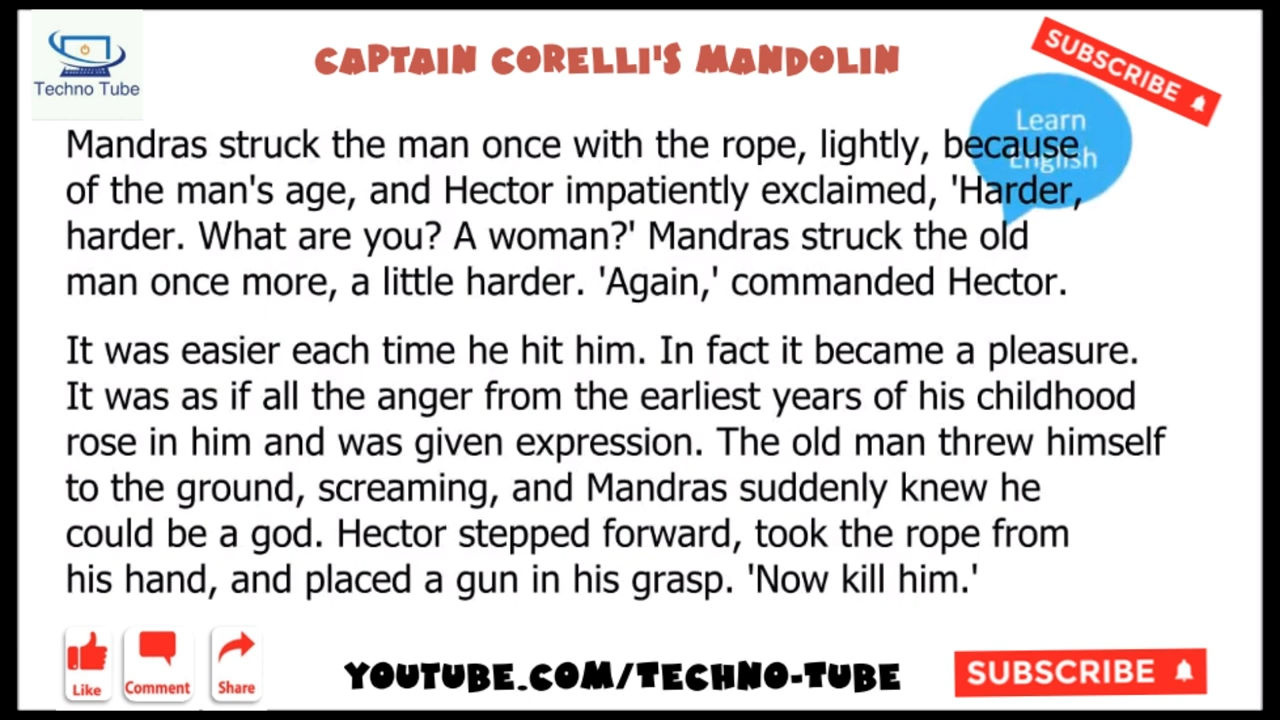 Techno Tube
CAPTAIN CORELLI'S MANDOLIN
SUBSCRIBE
Learn
English
Mandras struck the man once with the rope, lightly, because
of the man's age, and Hector impatiently exclaimed, 'Harder,
harder. What are you? A woman?' Mandras struck the old
man once more, a little harder. 'Again,' commanded Hector.
It was easier each time he hit him. In fact it became a pleasure.
It was as if all the anger from the earliest years of his childhood
rose in him and was given expression. The old man threw himself
to the ground, screaming, and Mandras suddenly knew he
could be a god. Hector stepped forward, took the rope from
his hand, and placed a gun in his grasp. 'Now kill him.'
Like
Comment
Share
YOUTUBE.COM/TECHNO-TUBE
SUBSCRIBE